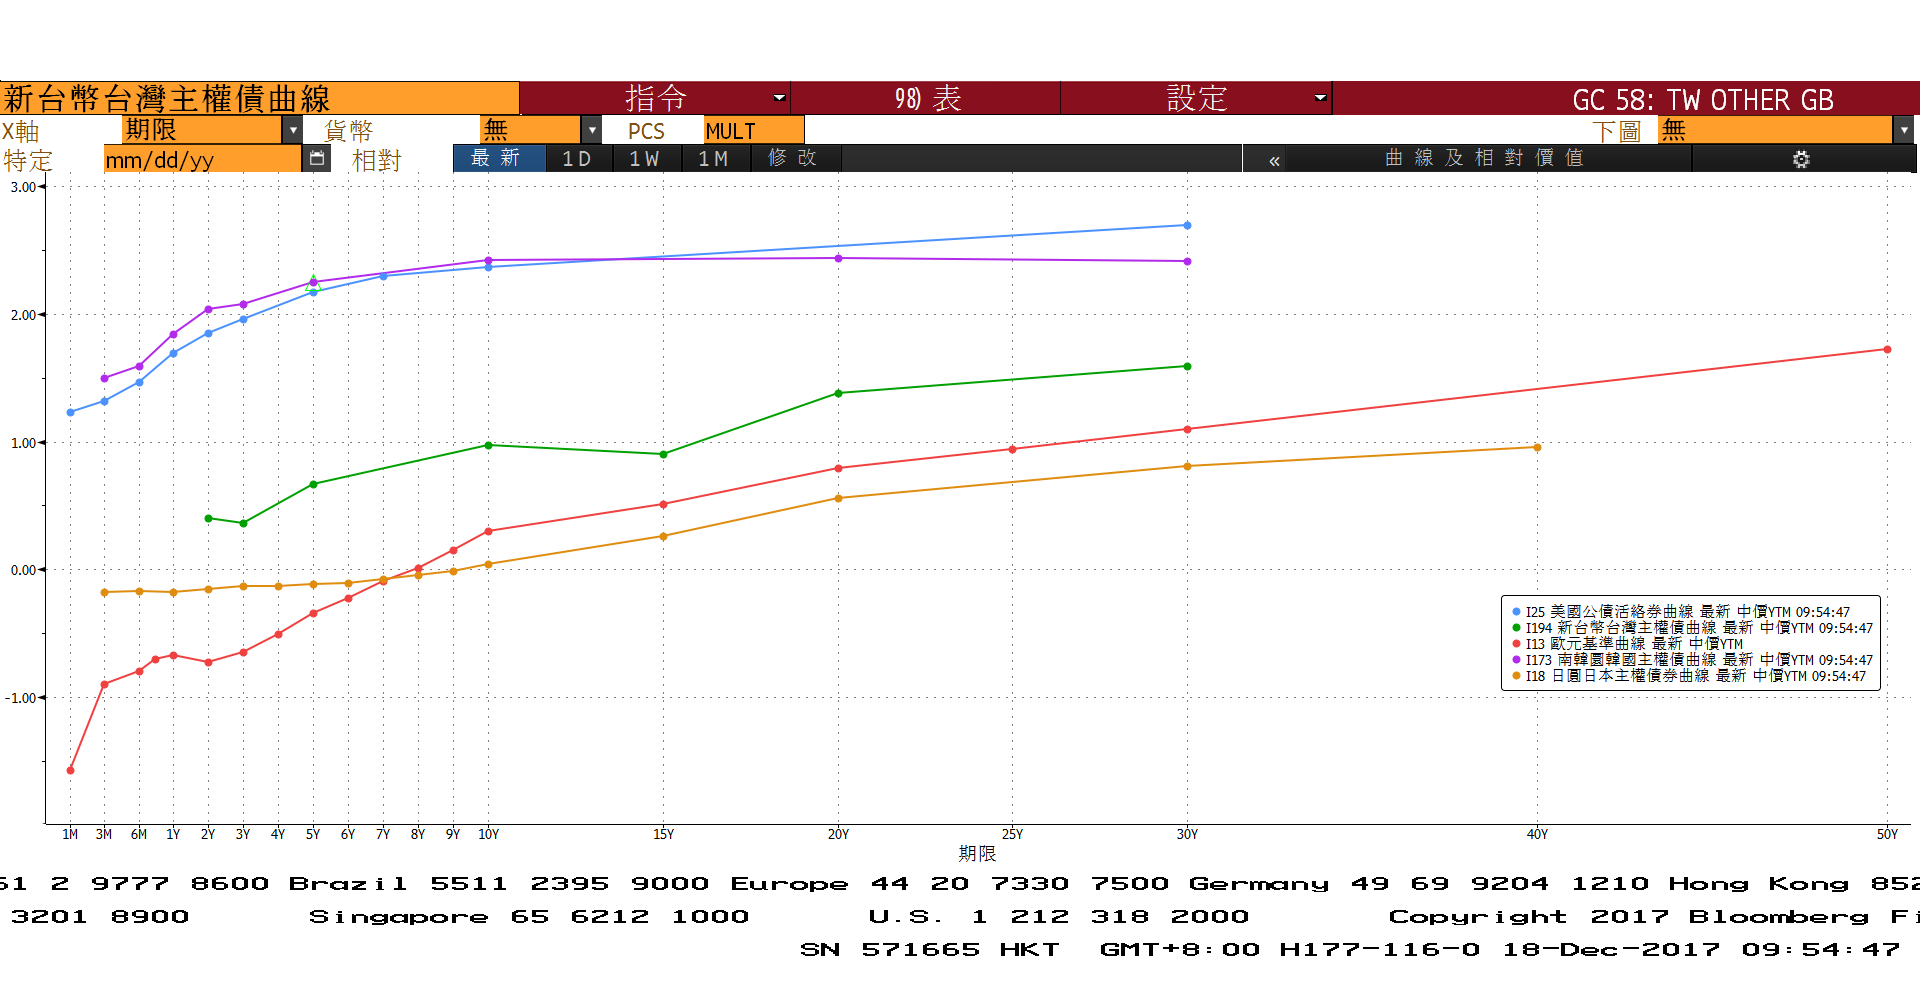 新台幣台灣主權債曲線 指令 98) 表 設定 GC 58: TW OTHER GB
X軸 期限 貨幣 無 PCS MULT 下圖 無
特定 mm/dd/yy 相對 最新 1D 1W 1M 修改 « 曲線及相對價值
3.00
2.00
1.00
0.00
-1.00
I25 美國公債活絡券曲線 最新 中價YTM 09:54:47
I194 新台幣台灣主權債曲線 最新 中價YTM 09:54:47
I13 歐元基準曲線 最新 中價YTM
I173 南韓圜韓國主權債曲線 最新 中價YTM 09:54:47
I18 日圓日本主權債券曲線 最新 中價YTM 09:54:47
1M 3M 6M 1Y 2Y 3Y 4Y 5Y 6Y 7Y 8Y 9Y 10Y 15Y 20Y 25Y 30Y 40Y 50Y
期限
61 2 9777 8600 Brazil 5511 2395 9000 Europe 44 20 7330 7500 Germany 49 69 9204 1210 Hong Kong 852
3201 8900 Singapore 65 6212 1000 U.S. 1 212 318 2000 Copyright 2017 Bloomberg Fi
SN 571665 HKT GMT+8:00 H177-116-0 18-Dec-2017 09:54:47